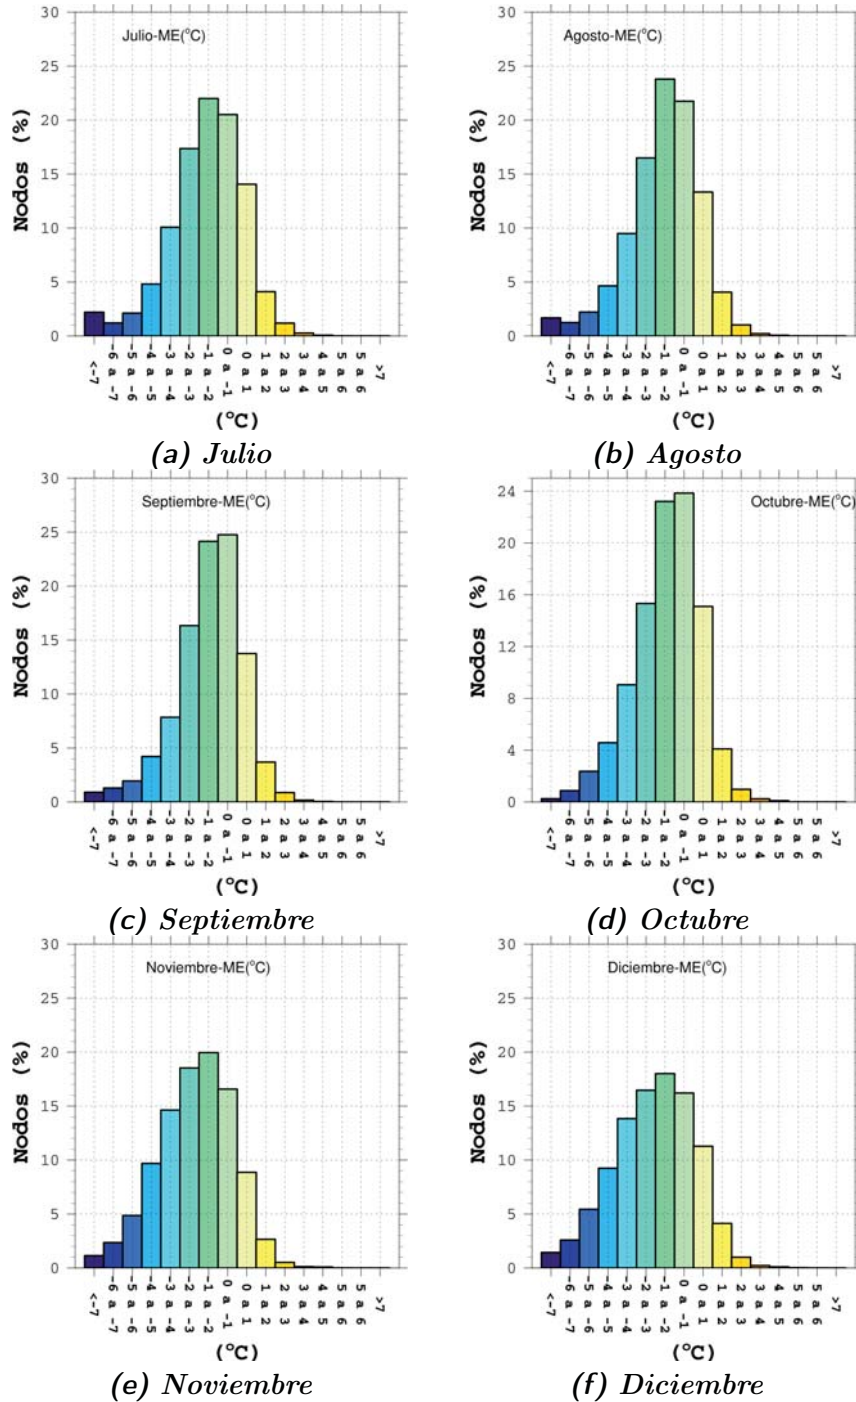 Julio-ME(°C)
Nodos (%)
30
25
20
15
10
5
0
<-7
-6 a -7
-5 a -6
-4 a -5
-3 a -4
-2 a -3
-1 a -2
0 a -1
0 a 1
1 a 2
2 a 3
3 a 4
4 a 5
5 a 6
5 a 6
>7
(°C)
(a) Julio
Agosto-ME(°C)
Nodos (%)
30
25
20
15
10
5
0
<-7
-6 a -7
-5 a -6
-4 a -5
-3 a -4
-2 a -3
-1 a -2
0 a -1
0 a 1
1 a 2
2 a 3
3 a 4
4 a 5
5 a 6
5 a 6
>7
(°C)
(b) Agosto
Septiembre-ME(°C)
Nodos (%)
30
25
20
15
10
5
0
<-7
-6 a -7
-5 a -6
-4 a -5
-3 a -4
-2 a -3
-1 a -2
0 a -1
0 a 1
1 a 2
2 a 3
3 a 4
4 a 5
5 a 6
5 a 6
>7
(°C)
(c) Septiembre
Octubre-ME(°C)
Nodos (%)
24
20
16
12
8
4
0
<-7
-6 a -7
-5 a -6
-4 a -5
-3 a -4
-2 a -3
-1 a -2
0 a -1
0 a 1
1 a 2
2 a 3
3 a 4
4 a 5
5 a 6
5 a 6
>7
(°C)
(d) Octubre
Noviembre-ME(°C)
Nodos (%)
30
25
20
15
10
5
0
<-7
-6 a -7
-5 a -6
-4 a -5
-3 a -4
-2 a -3
-1 a -2
0 a -1
0 a 1
1 a 2
2 a 3
3 a 4
4 a 5
5 a 6
5 a 6
>7
(°C)
(e) Noviembre
Diciembre-ME(°C)
Nodos (%)
30
25
20
15
10
5
0
<-7
-6 a -7
-5 a -6
-4 a -5
-3 a -4
-2 a -3
-1 a -2
0 a -1
0 a 1
1 a 2
2 a 3
3 a 4
4 a 5
5 a 6
5 a 6
>7
(°C)
(f) Diciembre